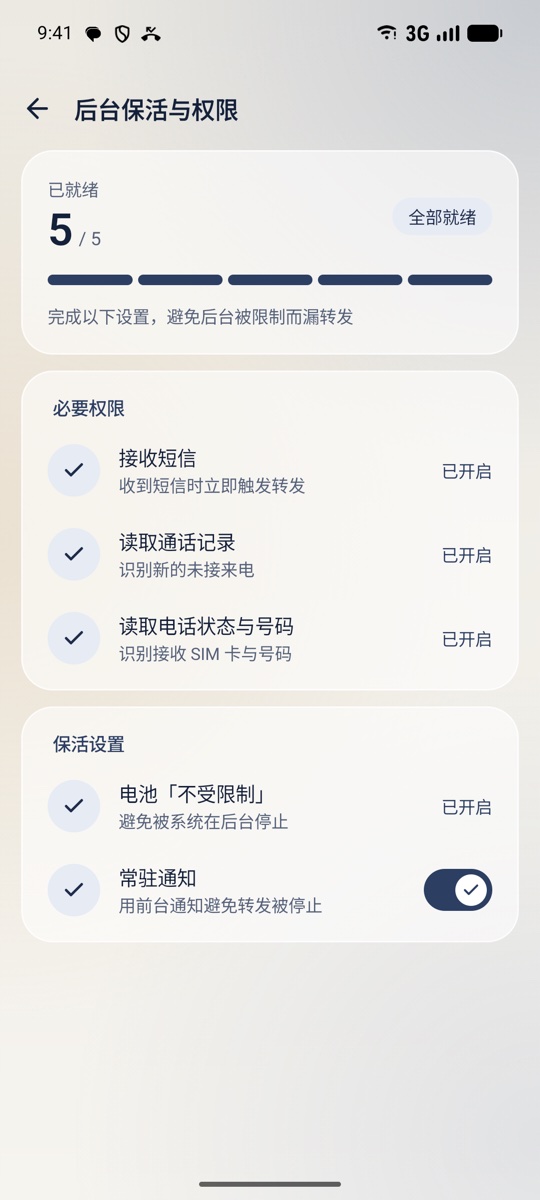 9:41
3G
后台保活与权限
已就绪
5 / 5
全部就绪
完成以下设置，避免后台被限制而漏转发
必要权限
接收短信
收到短信时立即触发转发
已开启
读取通话记录
识别新的未接来电
已开启
读取电话状态与号码
识别接收 SIM 卡与号码
已开启
保活设置
电池「不受限制」
避免被系统在后台停止
已开启
常驻通知
用前台通知避免转发被停止